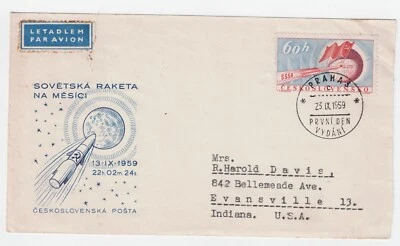 LETADLEM
PAR AVION
SOVĚTSKÁ RAKETA
NA MĚSÍCI
13·IX·1959
22h 02m 24s
ČESKOSLOVENSKÁ POŠTA
60h
ČESKOSLOVENSKO
PRAHA
23.IX.1959
PRVNÍ DEN
VYDÁNÍ
Mrs.
R.Harold Davis,
842 Bellemeade Ave.
Evansville 13,
Indiana. U.S.A.